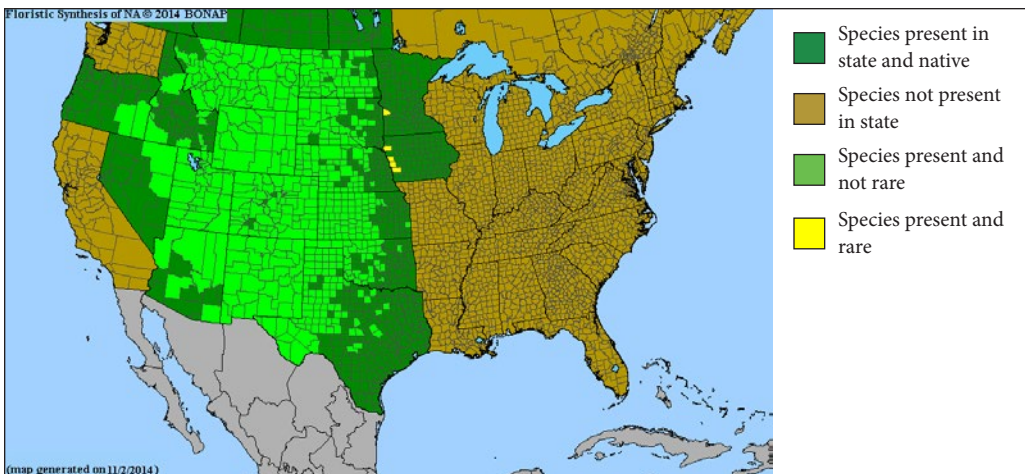 Floristic Synthesis of NA © 2014 BONAP
Species present in
state and native
Species not present
in state
Species present and
not rare
Species present and
rare
(map generated on 11/2/2014)